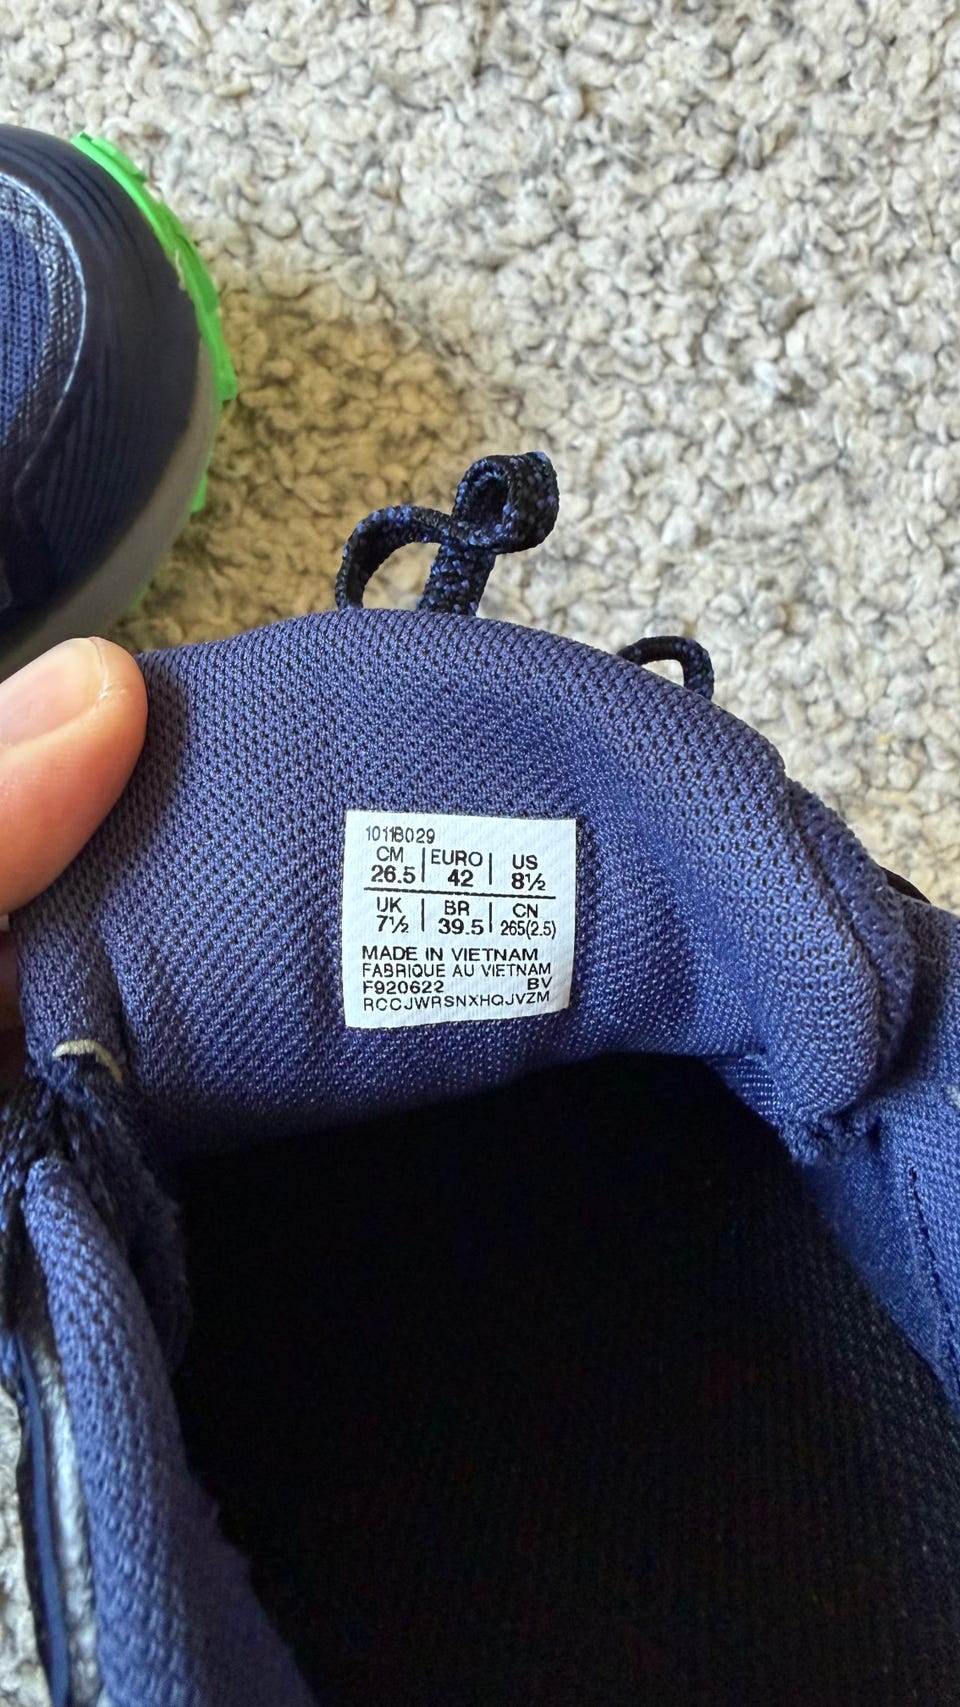 1011B029
CM | EURO | US
26.5 | 42 | 8½
UK | BR | CN
7½ | 39.5 | 265(2.5)
MADE IN VIETNAM
FABRIQUE AU VIETNAM
F920622 BV
RCCJWRSNXHQJVZM